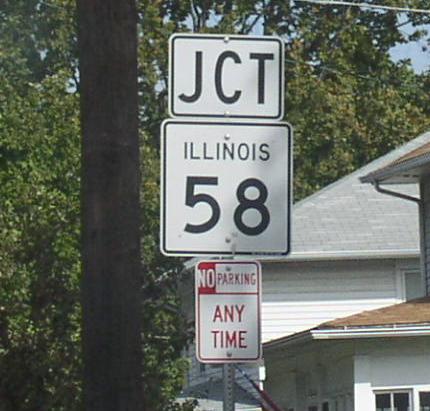 JCT
ILLINOIS
58
NO PARKING
ANY
TIME